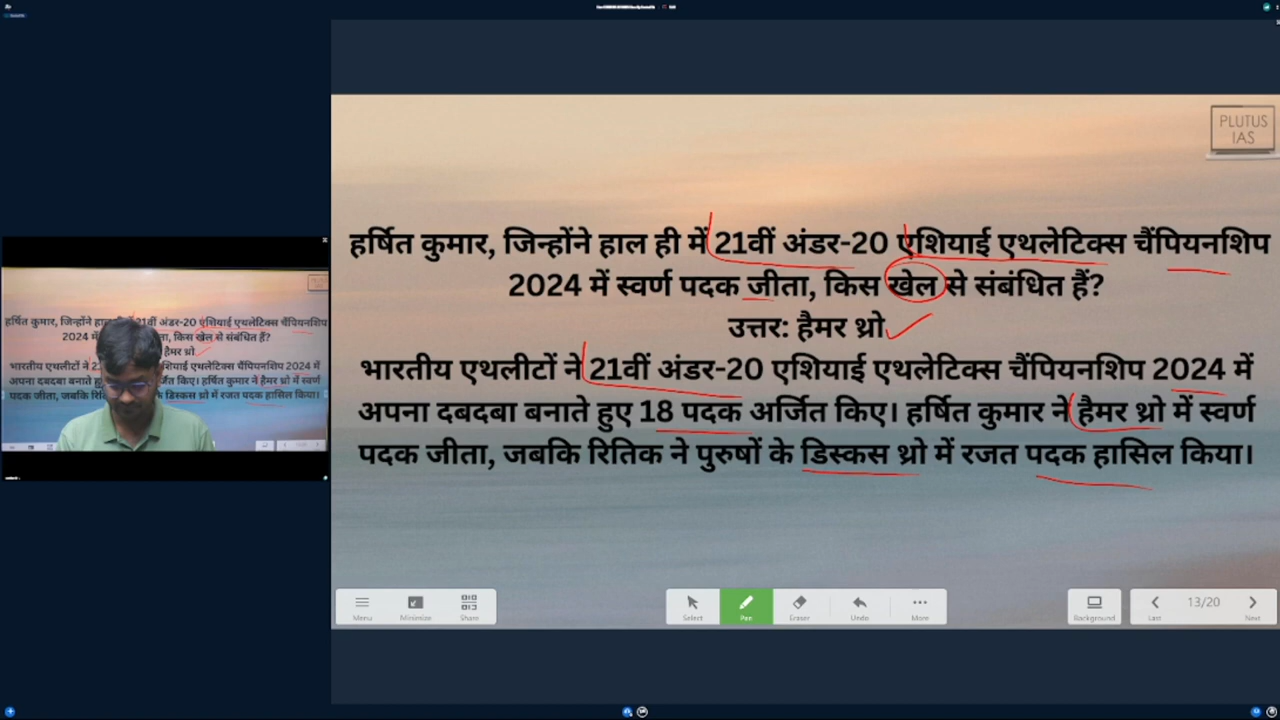 PLUTUS
IAS
हर्षित कुमार, जिन्होंने हाल ही में 21वीं अंडर-20 एशियाई एथलेटिक्स चैंपियनशिप
2024 में स्वर्ण पदक जीता, किस खेल से संबंधित हैं?
उत्तर: हैमर थ्रो
भारतीय एथलीटों ने 21वीं अंडर-20 एशियाई एथलेटिक्स चैंपियनशिप 2024 में
अपना दबदबा बनाते हुए 18 पदक अर्जित किए। हर्षित कुमार ने हैमर थ्रो में स्वर्ण
पदक जीता, जबकि रितिक ने पुरुषों के डिस्कस थ्रो में रजत पदक हासिल किया।
Menu
Minimize
Share
Select
Pen
Eraser
Undo
More
Background
Last
13/20
Next